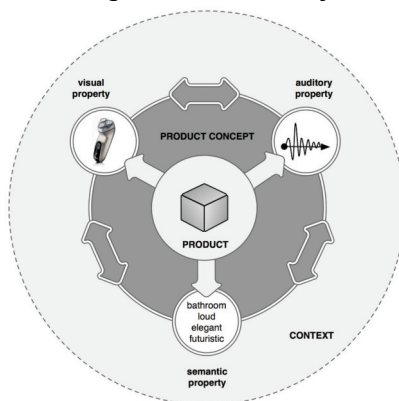 visual
property
auditory
property
PRODUCT CONCEPT
PRODUCT
bathroom
loud
elegant
futuristic
CONTEXT
semantic
property